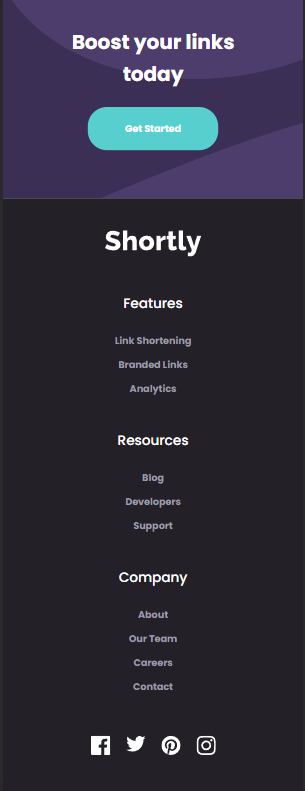 Boost your links
today
Get Started
Shortly
Features
Link Shortening
Branded Links
Analytics
Resources
Blog
Developers
Support
Company
About
Our Team
Careers
Contact